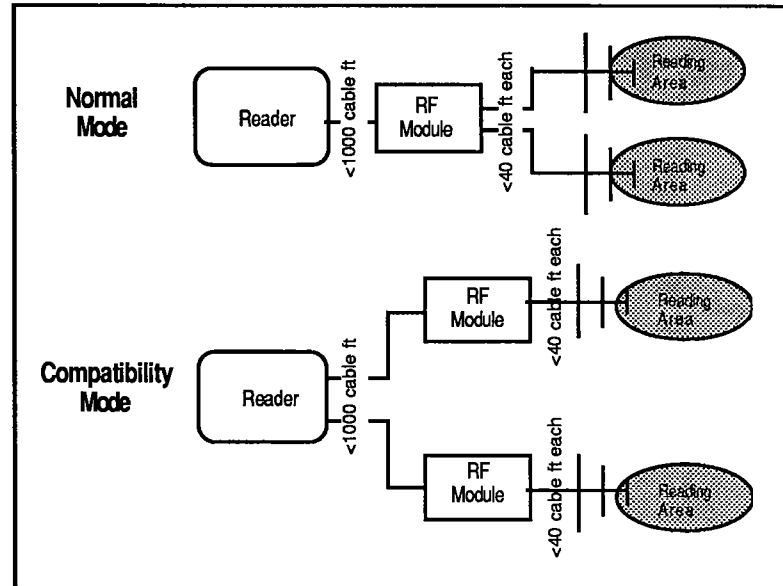 Normal
Mode
Reader
<1000 cable ft
RF
Module
<40 cable ft each
Reading
Area
Reading
Area
Compatibility
Mode
Reader
<1000 cable ft
RF
Module
<40 cable ft each
Reading
Area
RF
Module
<40 cable ft each
Reading
Area